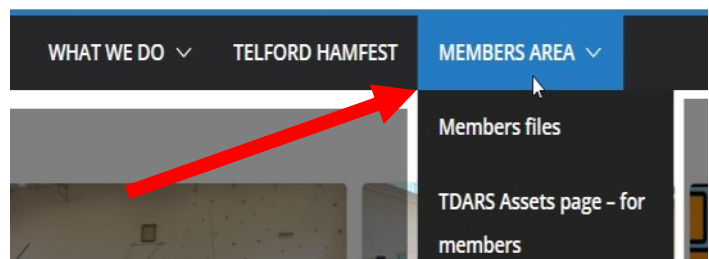 WHAT WE DO TELFORD HAMFEST MEMBERS AREA
Members files
TDARS Assets page – for
members